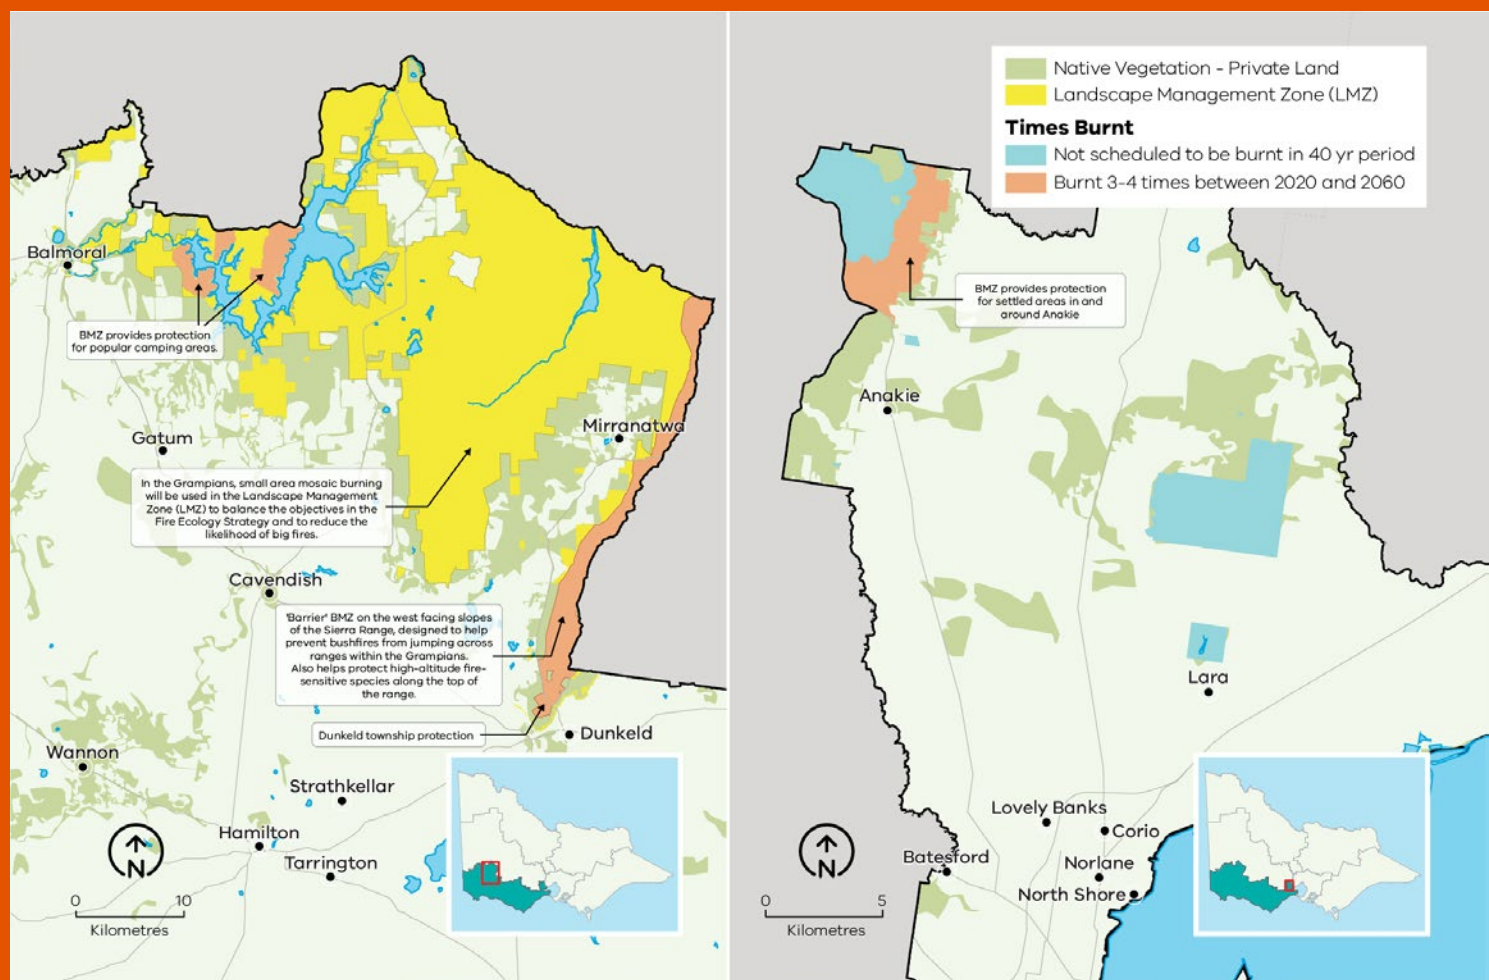 Balmoral
BMZ provides protection
for popular camping areas.
Gatum
Mirranatwa
In the Grampians, small area mosaic burning
will be used in the Landscape Management
Zone (LMZ) to balance the objectives in the
Fire Ecology Strategy and to reduce the
likelihood of big fires.
Cavendish
'Barrier' BMZ on the west facing slopes
of the Sierra Range, designed to help
prevent bushfires from jumping across
ranges within the Grampians.
Also helps protect high-altitude fire-
sensitive species along the top of
the range.
Dunkeld township protection
Dunkeld
Wannon
Strathkellar
Hamilton
Tarrington
N
0 10
Kilometres
Native Vegetation - Private Land
Landscape Management Zone (LMZ)
Times Burnt
Not scheduled to be burnt in 40 yr period
Burnt 3-4 times between 2020 and 2060
BMZ provides protection
for settled areas in and
around Anakie
Anakie
Lara
Lovely Banks
Corio
Batesford
Norlane
North Shore
N
0 5
Kilometres